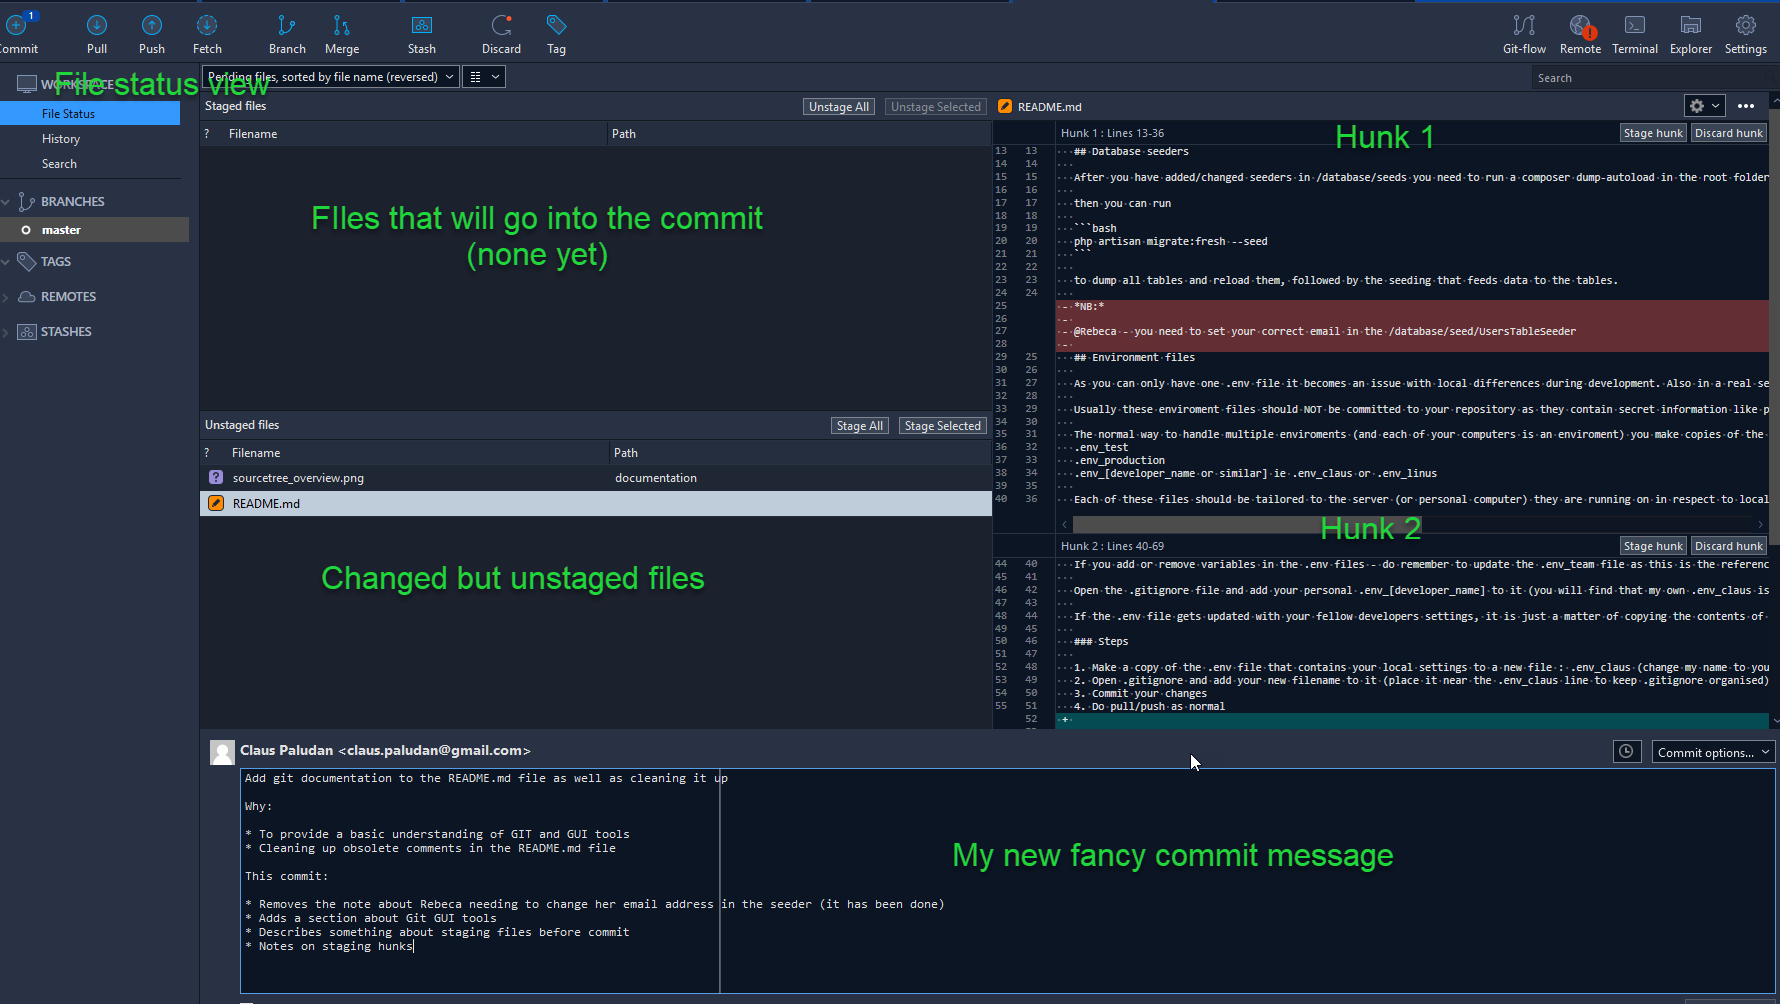 1
Commit
Pull
Push
Fetch
Branch
Merge
Stash
Discard
Tag
Git-flow
Remote
Terminal
Explorer
Settings
WORKSPACE
File status view
File Status
History
Search
BRANCHES
master
TAGS
REMOTES
STASHES
Pending files, sorted by file name (reversed)
Search
Staged files
Unstage All
Unstage Selected
? Filename Path
FIles that will go into the commit
(none yet)
Unstaged files
Stage All
Stage Selected
? Filename Path
? sourcetree_overview.png documentation
README.md
Changed but unstaged files
README.md
Hunk 1 : Lines 13-36
Hunk 1
Stage hunk
Discard hunk
13 13 ## Database seeders
14 14
15 15 After you have added/changed seeders in /database/seeds you need to run a composer dump-autoload in the root folder
16 16
17 17 then you can run
18 18
19 19 ```bash
20 20 php artisan migrate:fresh --seed
21 21 ```
22 22
23 23 to dump all tables and reload them, followed by the seeding that feeds data to the tables.
24 24
25 - *NB:*
26 -
27 - @Rebeca - you need to set your correct email in the /database/seed/UsersTableSeeder
28 -
29 25 ## Environment files
30 26
31 27 As you can only have one .env file it becomes an issue with local differences during development. Also in a real se
32 28
33 29 Usually these enviroment files should NOT be committed to your repository as they contain secret information like p
34 30
35 31 The normal way to handle multiple enviroments (and each of your computers is an enviroment) you make copies of the
36 32 .env_test
37 33 .env_production
38 34 .env_[developer_name or similar] ie .env_claus or .env_linus
39 35
40 36 Each of these files should be tailored to the server (or personal computer) they are running on in respect to local
Hunk 2
Hunk 2 : Lines 40-69
Stage hunk
Discard hunk
44 40 If you add or remove variables in the .env files - do remember to update the .env_team file as this is the referenc
45 41
46 42 Open the .gitignore file and add your personal .env_[developer_name] to it (you will find that my own .env_claus is
47 43
48 44 If the .env file gets updated with your fellow developers settings, it is just a matter of copying the contents of
49 45
50 46 ### Steps
51 47
52 48 1. Make a copy of the .env file that contains your local settings to a new file : .env_claus (change my name to you
53 49 2. Open .gitignore and add your new filename to it (place it near the .env_claus line to keep .gitignore organised)
54 50 3. Commit your changes
55 51 4. Do pull/push as normal
52 +
Claus Paludan <claus.paludan@gmail.com>
Commit options...
Add git documentation to the README.md file as well as cleaning it up
Why:
* To provide a basic understanding of GIT and GUI tools
* Cleaning up obsolete comments in the README.md file
My new fancy commit message
This commit:
* Removes the note about Rebeca needing to change her email address in the seeder (it has been done)
* Adds a section about Git GUI tools
* Describes something about staging files before commit
* Notes on staging hunks